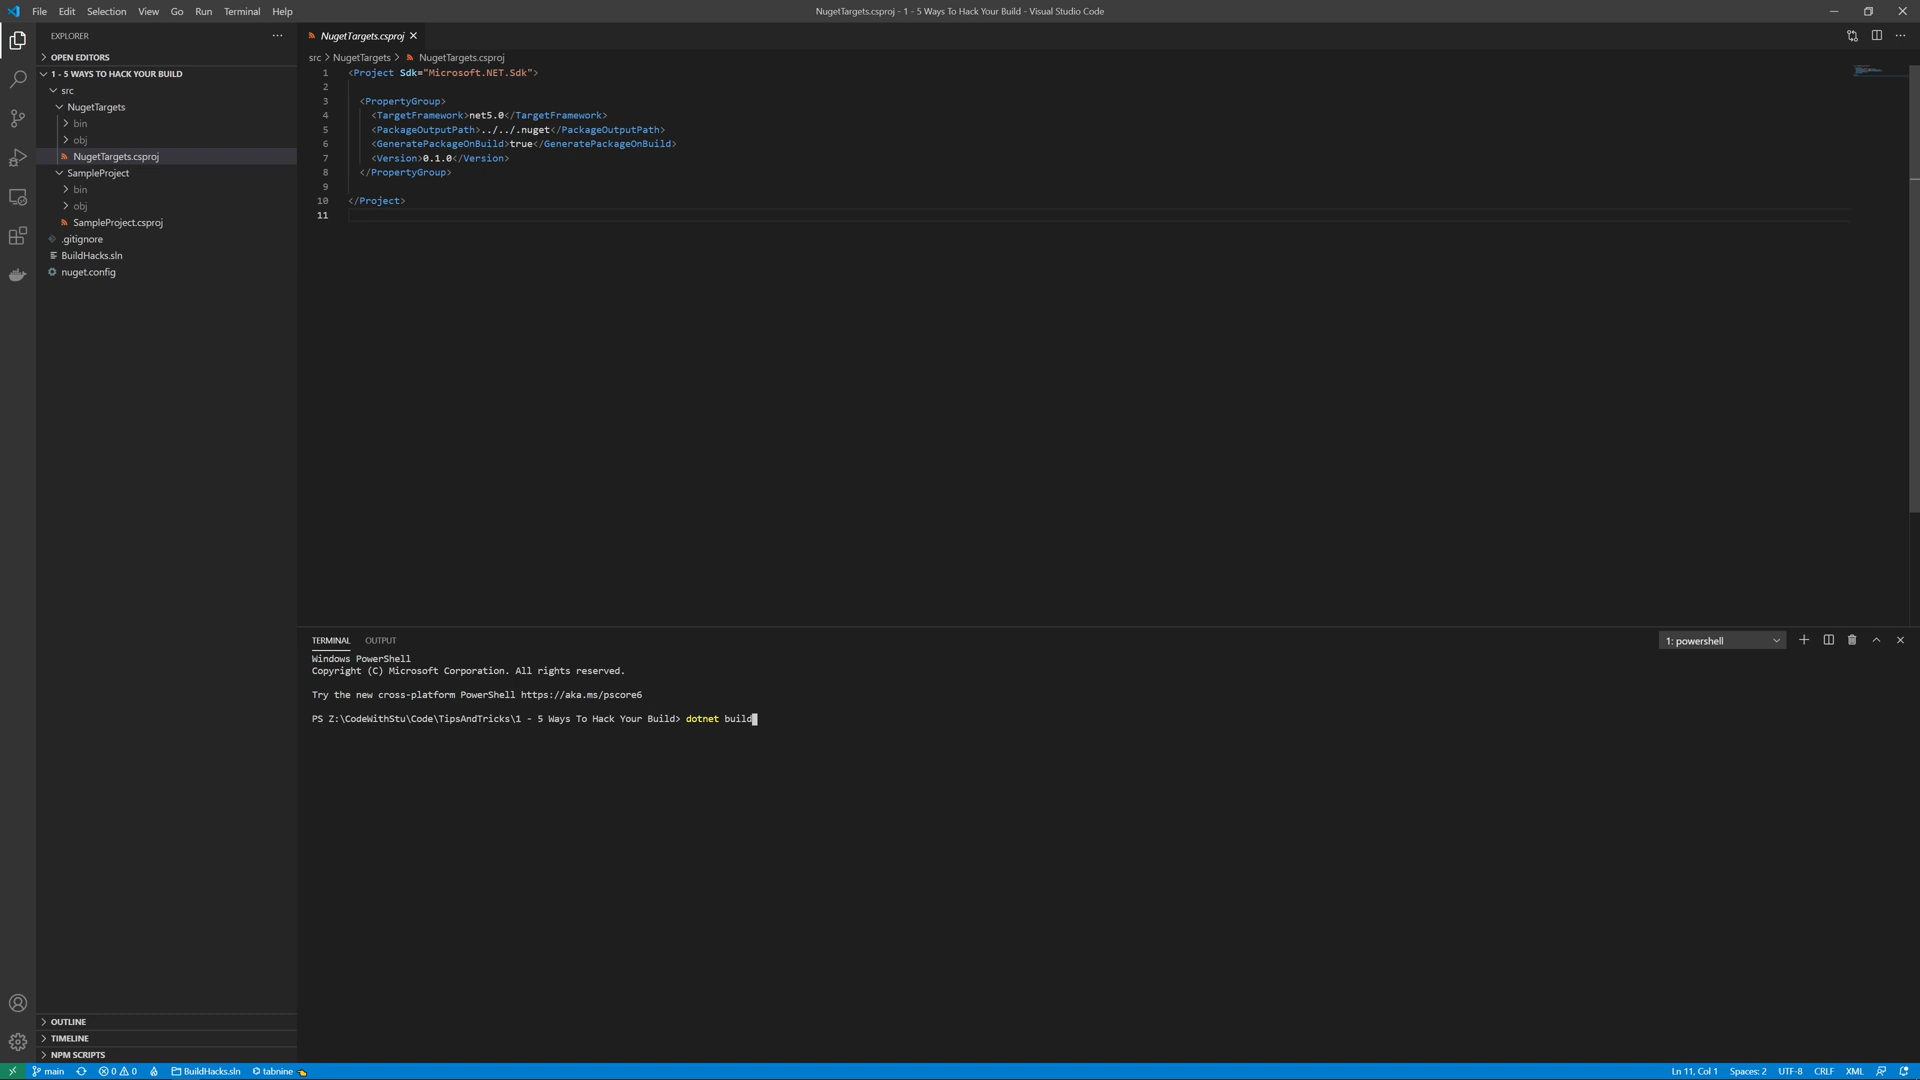 File Edit Selection View Go Run Terminal Help
NugetTargets.csproj - 1 - 5 Ways To Hack Your Build - Visual Studio Code
EXPLORER
OPEN EDITORS
1 - 5 WAYS TO HACK YOUR BUILD
src
NugetTargets
bin
obj
NugetTargets.csproj
SampleProject
bin
obj
SampleProject.csproj
.gitignore
BuildHacks.sln
nuget.config
OUTLINE
TIMELINE
NPM SCRIPTS
NugetTargets.csproj
src > NugetTargets > NugetTargets.csproj
1 <Project Sdk="Microsoft.NET.Sdk">
2
3 <PropertyGroup>
4 <TargetFramework>net5.0</TargetFramework>
5 <PackageOutputPath>../../.nuget</PackageOutputPath>
6 <GeneratePackageOnBuild>true</GeneratePackageOnBuild>
7 <Version>0.1.0</Version>
8 </PropertyGroup>
9
10 </Project>
11
TERMINAL OUTPUT
1: powershell
Windows PowerShell
Copyright (C) Microsoft Corporation. All rights reserved.
Try the new cross-platform PowerShell https://aka.ms/pscore6
PS Z:\CodeWithStu\Code\TipsAndTricks\1 - 5 Ways To Hack Your Build> dotnet build
main 0 0 BuildHacks.sln tabnine
Ln 11, Col 1 Spaces: 2 UTF-8 CRLF XML